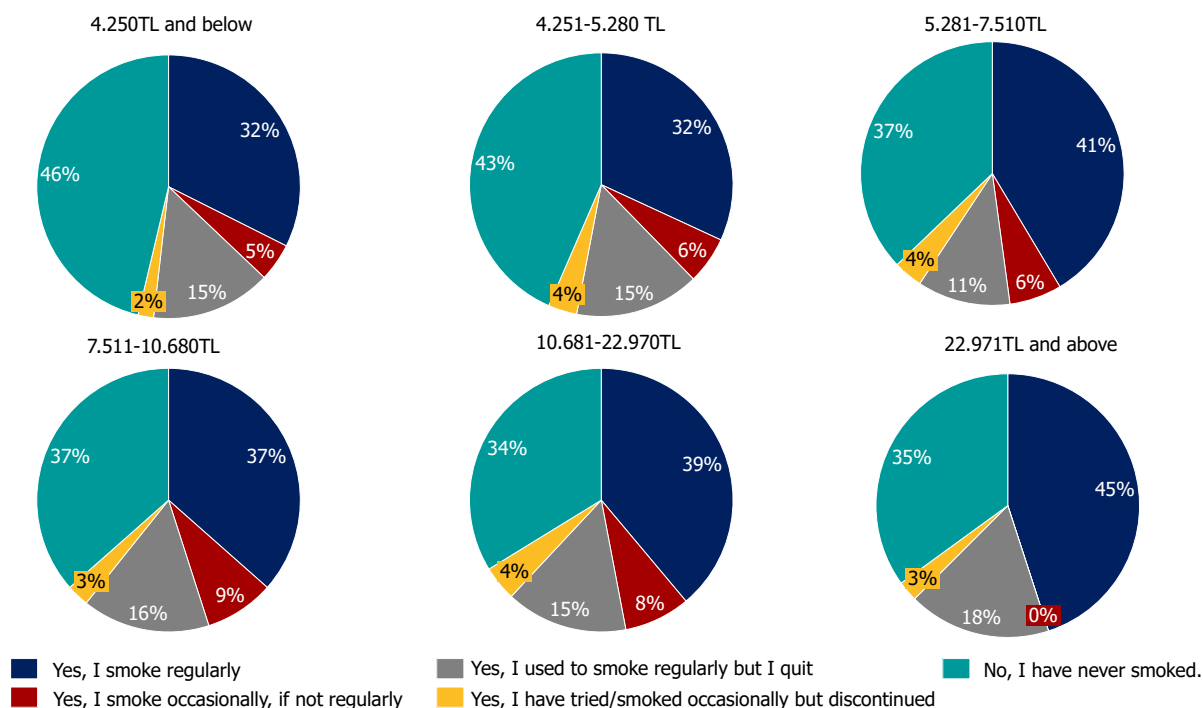 4.250TL and below
32%
5%
15%
2%
46%
4.251-5.280 TL
32%
6%
15%
4%
43%
5.281-7.510TL
41%
6%
11%
4%
37%
7.511-10.680TL
37%
9%
16%
3%
37%
10.681-22.970TL
39%
8%
15%
4%
34%
22.971TL and above
45%
0%
18%
3%
35%
Yes, I smoke regularly
Yes, I smoke occasionally, if not regularly
Yes, I used to smoke regularly but I quit
Yes, I have tried/smoked occasionally but discontinued
No, I have never smoked.